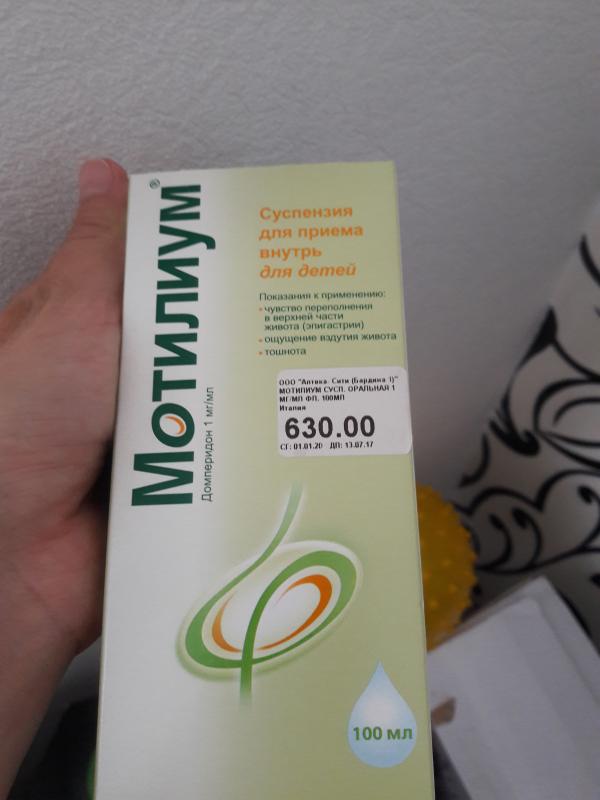 Мотилиум®
Домперидон 1 мг/мл
Суспензия
для приема
внутрь
для детей
Показания к применению:
• чувство переполнения
в верхней части
живота (эпигастрии)
• ощущение вздутия живота
• тошнота
ООО "Аптека- Сити (Бардина 1)"
МОТИЛИУМ СУСП. ОРАЛЬНАЯ 1
МГ/МЛ ФЛ. 100МЛ
Италия
630.00
СГ: 01.01.20 ДП: 13.07.17
100 мл